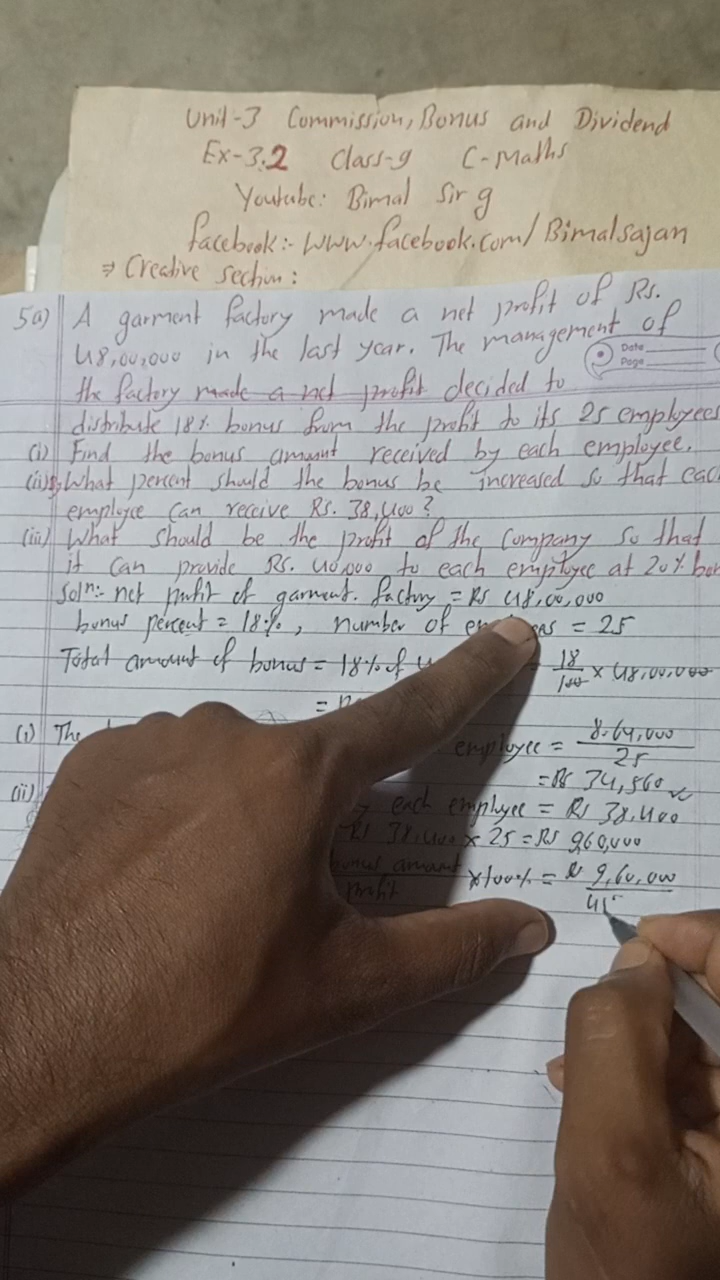 Unit-3 Commission, Bonus and Dividend
Ex-3.2 Class-9 C-Maths
Youtube: Bimal Sir g
facebook:- www.facebook.com/Bimalsajan
⇒ Creative section:
5a) A garment factory made a net profit of Rs.
48,00,000 in the last year. The management of
Date
Page
the factory made a net profit decided to
distribute 18% bonus from the profit to its 25 employees
(i) Find the bonus amount received by each employee.
(ii) What percent should the bonus be increased so that eac
employee can receive Rs. 38,400?
(iii) What should be the profit of the company so that
it can provide Rs. 40,000 to each employee at 20% bon
Soln:- net profit of garment factory = Rs 48,00,000
bonus percent = 18%, number of = 25
Total amount of bonus = 18% of = 18/100 × 48,00,000
=
(i) The employee = 8,64,000/25
= Rs 34,560
(ii) each employee = Rs 38,400
Rs 38,400 × 25 = Rs 9,60,000
bonus amount/profit ×100% = Rs 9,60,000/48